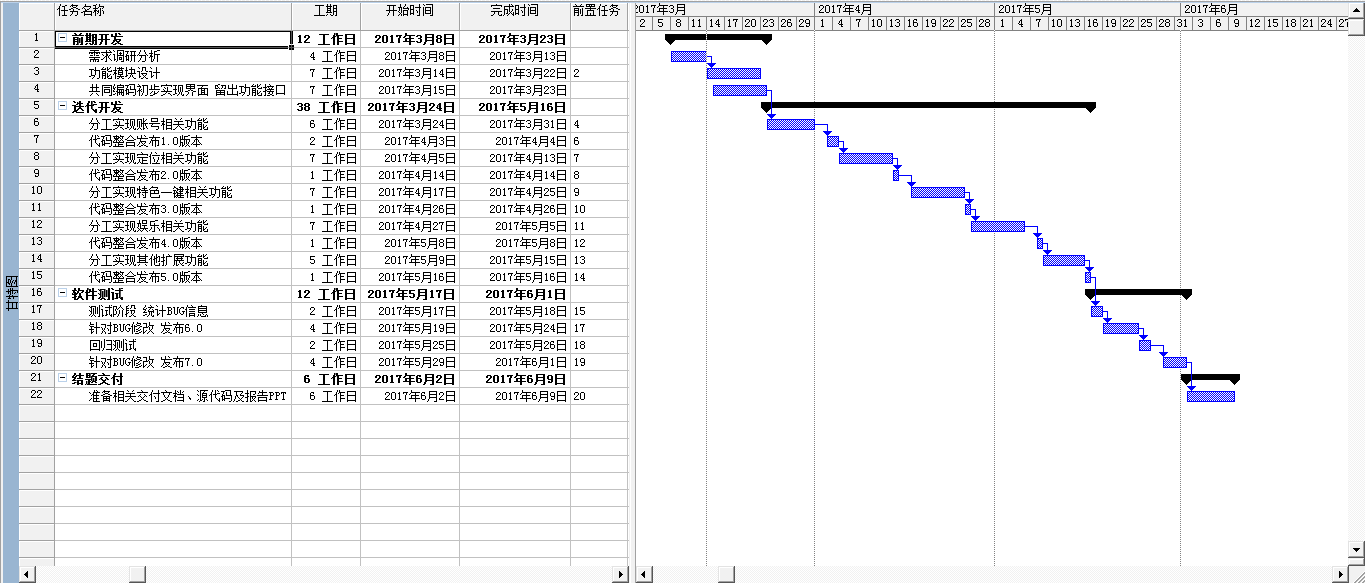 任务名称 工期 开始时间 完成时间 前置任务 2017年3月 2017年4月 2017年5月 2017年6月
2 5 8 11 14 17 20 23 26 29 1 4 7 10 13 16 19 22 25 28 1 4 7 10 13 16 19 22 25 28 31 3 6 9 12 15 18 21 24 27
1 前期开发 12 工作日 2017年3月8日 2017年3月23日
2 需求调研分析 4 工作日 2017年3月8日 2017年3月13日
3 功能模块设计 7 工作日 2017年3月14日 2017年3月22日 2
4 共同编码初步实现界面 留出功能接口 7 工作日 2017年3月15日 2017年3月23日
5 迭代开发 38 工作日 2017年3月24日 2017年5月16日
6 分工实现账号相关功能 6 工作日 2017年3月24日 2017年3月31日 4
7 代码整合发布1.0版本 2 工作日 2017年4月3日 2017年4月4日 6
8 分工实现定位相关功能 7 工作日 2017年4月5日 2017年4月13日 7
9 代码整合发布2.0版本 1 工作日 2017年4月14日 2017年4月14日 8
10 分工实现特色一键相关功能 7 工作日 2017年4月17日 2017年4月25日 9
11 代码整合发布3.0版本 1 工作日 2017年4月26日 2017年4月26日 10
12 分工实现娱乐相关功能 7 工作日 2017年4月27日 2017年5月5日 11
13 代码整合发布4.0版本 1 工作日 2017年5月8日 2017年5月8日 12
14 分工实现其他扩展功能 5 工作日 2017年5月9日 2017年5月15日 13
15 代码整合发布5.0版本 1 工作日 2017年5月16日 2017年5月16日 14
16 软件测试 12 工作日 2017年5月17日 2017年6月1日
17 测试阶段 统计BUG信息 2 工作日 2017年5月17日 2017年5月18日 15
18 针对BUG修改 发布6.0 4 工作日 2017年5月19日 2017年5月24日 17
19 回归测试 2 工作日 2017年5月25日 2017年5月26日 18
20 针对BUG修改 发布7.0 4 工作日 2017年5月29日 2017年6月1日 19
21 结题交付 6 工作日 2017年6月2日 2017年6月9日
22 准备相关交付文档、源代码及报告PPT 6 工作日 2017年6月2日 2017年6月9日 20
甘特图